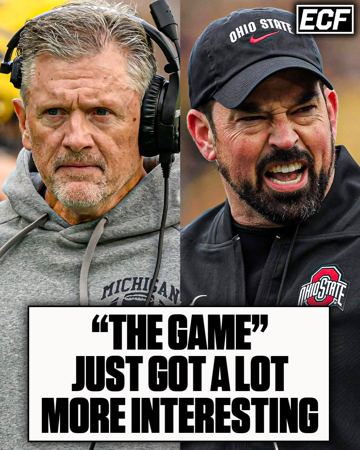 OHIO STATE
ECF
MICHIGAN
OHIO STATE
“THE GAME”
JUST GOT A LOT
MORE INTERESTING